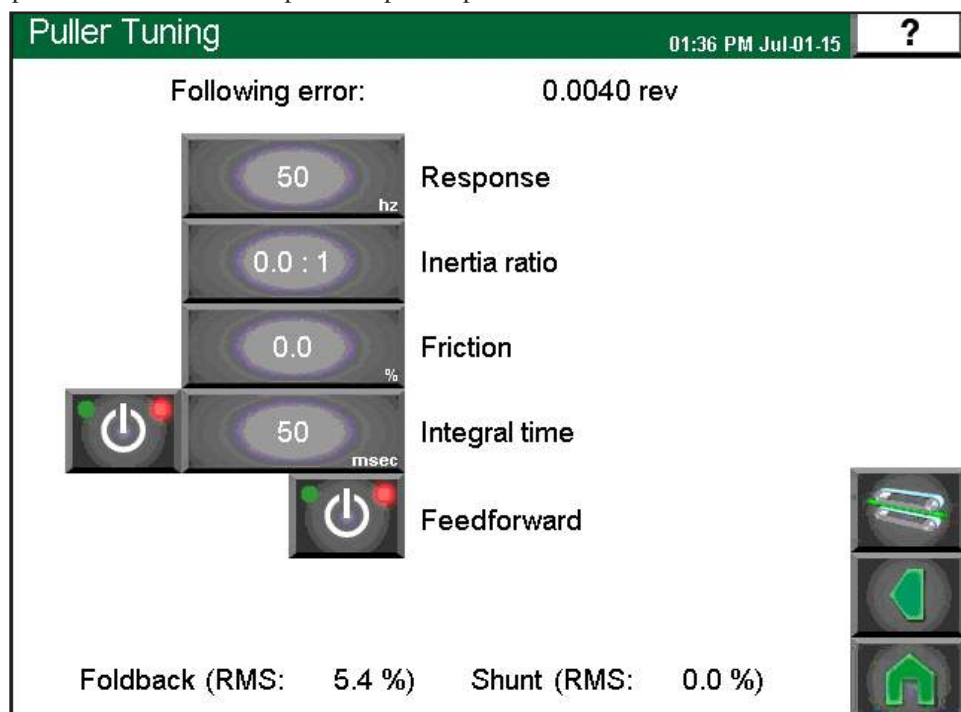 Puller Tuning 01:36 PM Jul-01-15 ?
Following error: 0.0040 rev
50 hz Response
0.0 : 1 Inertia ratio
0.0 % Friction
50 msec Integral time
Feedforward
Foldback (RMS: 5.4 %) Shunt (RMS: 0.0 %)